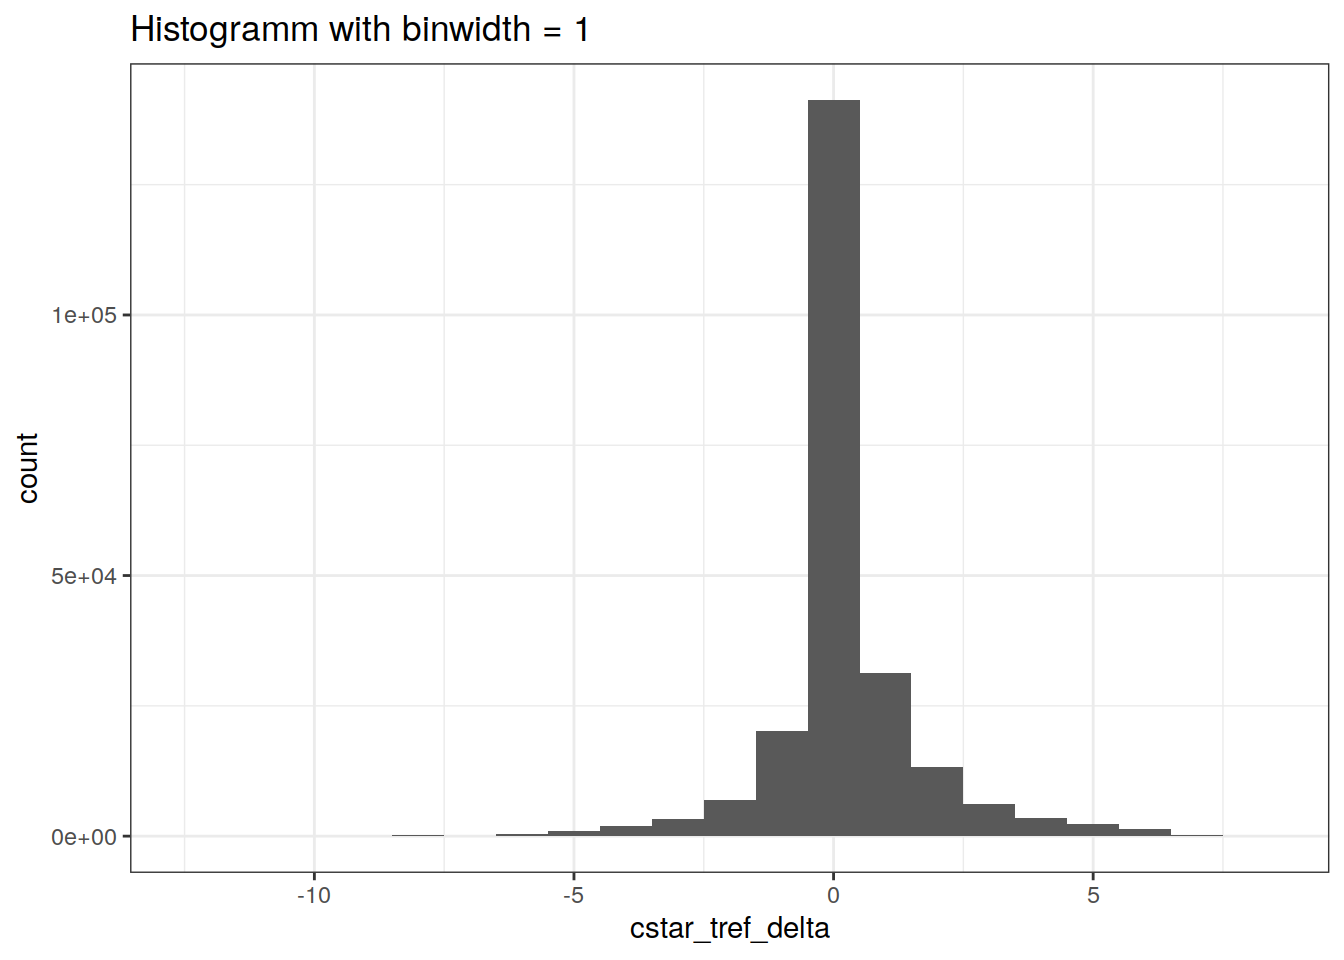 Histogramm with binwidth = 1
1e+05
5e+04
0e+00
count
-10 -5 0 5
cstar_tref_delta